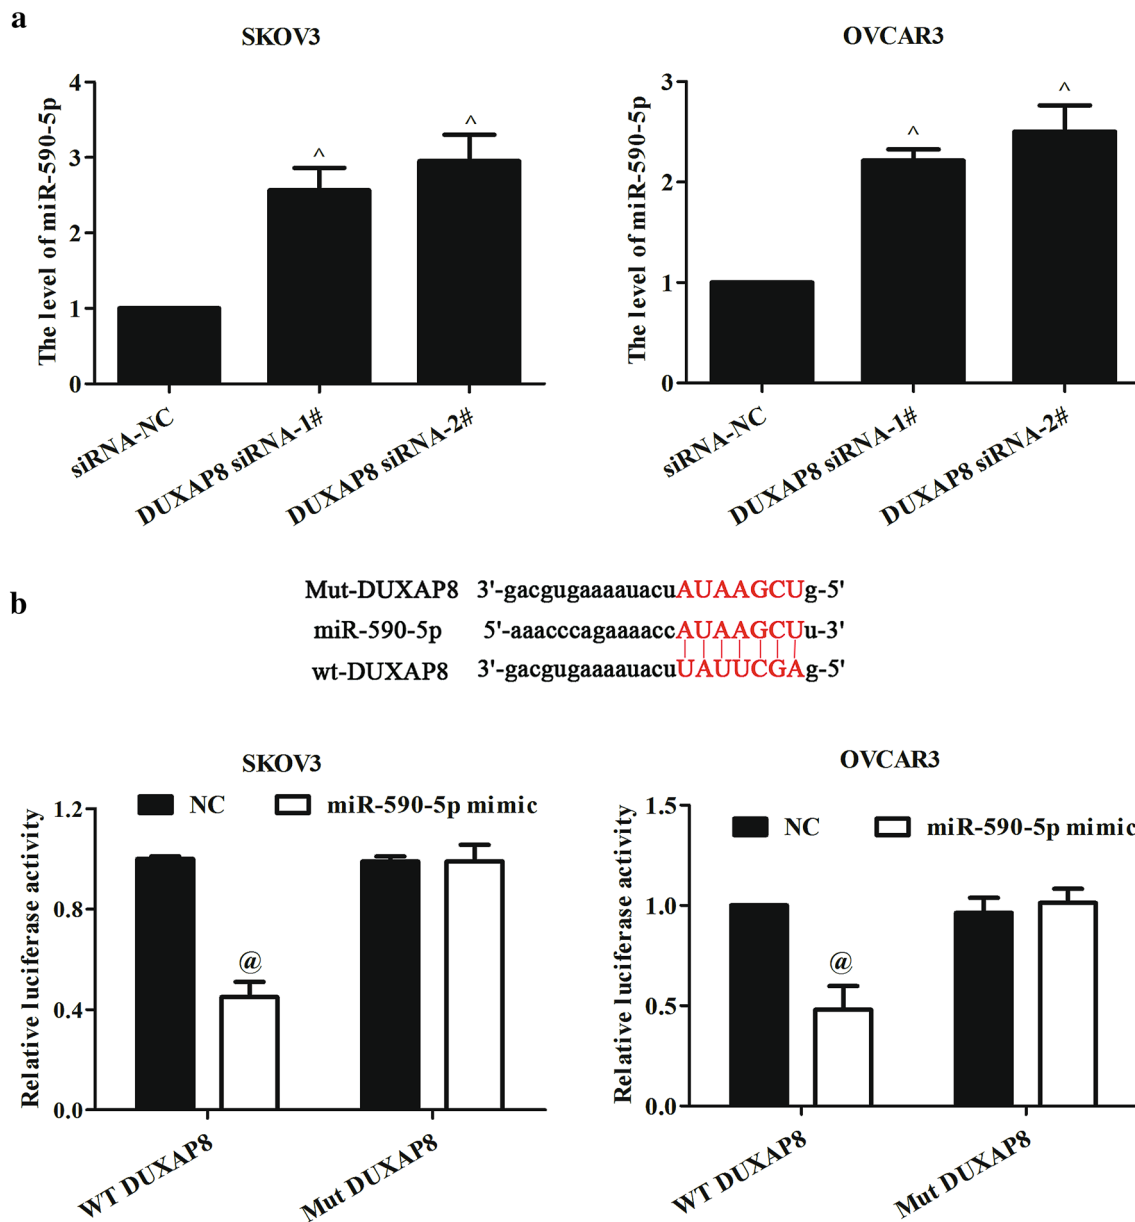 a
SKOV3
The level of miR-590-5p
4
3
2
1
0
^
^
siRNA-NC
DUXAP8 siRNA-1#
DUXAP8 siRNA-2#
OVCAR3
The level of miR-590-5p
3
2
1
0
^
^
siRNA-NC
DUXAP8 siRNA-1#
DUXAP8 siRNA-2#
b
Mut-DUXAP8 3'-gacgugaaaauacuAUAAGCUg-5'
miR-590-5p 5'-aaacccagaaaaccAUAAGCUu-3'
wt-DUXAP8 3'-gacgugaaaauacuUAUUCGAg-5'
SKOV3
NC miR-590-5p mimic
Relative luciferase activity
1.2
0.8
0.4
0.0
@
WT DUXAP8
Mut DUXAP8
OVCAR3
NC miR-590-5p mimic
Relative luciferase activity
1.5
1.0
0.5
0.0
@
WT DUXAP8
Mut DUXAP8